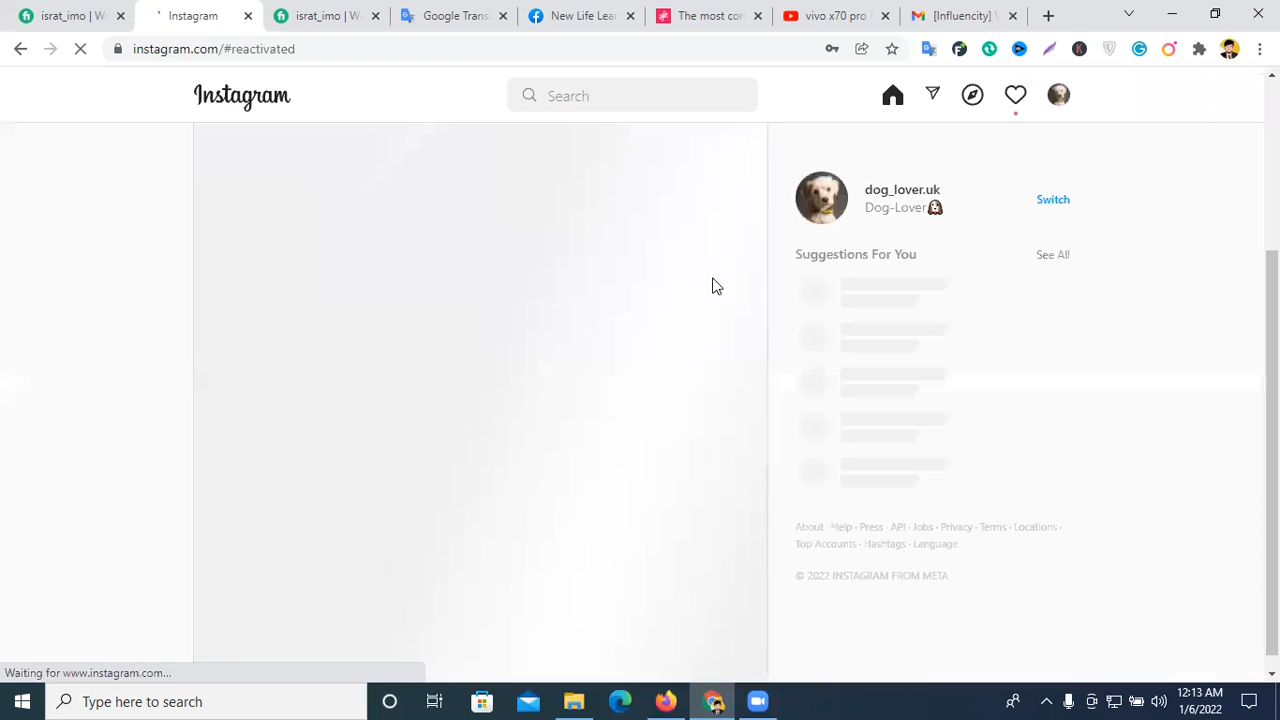 israt_imo | W
Instagram
israt_imo | W
Google Trans
New Life Lea
The most co
vivo x70 pro
[Influencity]
instagram.com/#reactivated
Instagram
Search
dog_lover.uk
Dog-Lover
Switch
Suggestions For You
See All
About · Help · Press · API · Jobs · Privacy · Terms · Locations ·
Top Accounts · Hashtags · Language
© 2022 INSTAGRAM FROM META
Waiting for www.instagram.com...
Type here to search
12:13 AM
1/6/2022